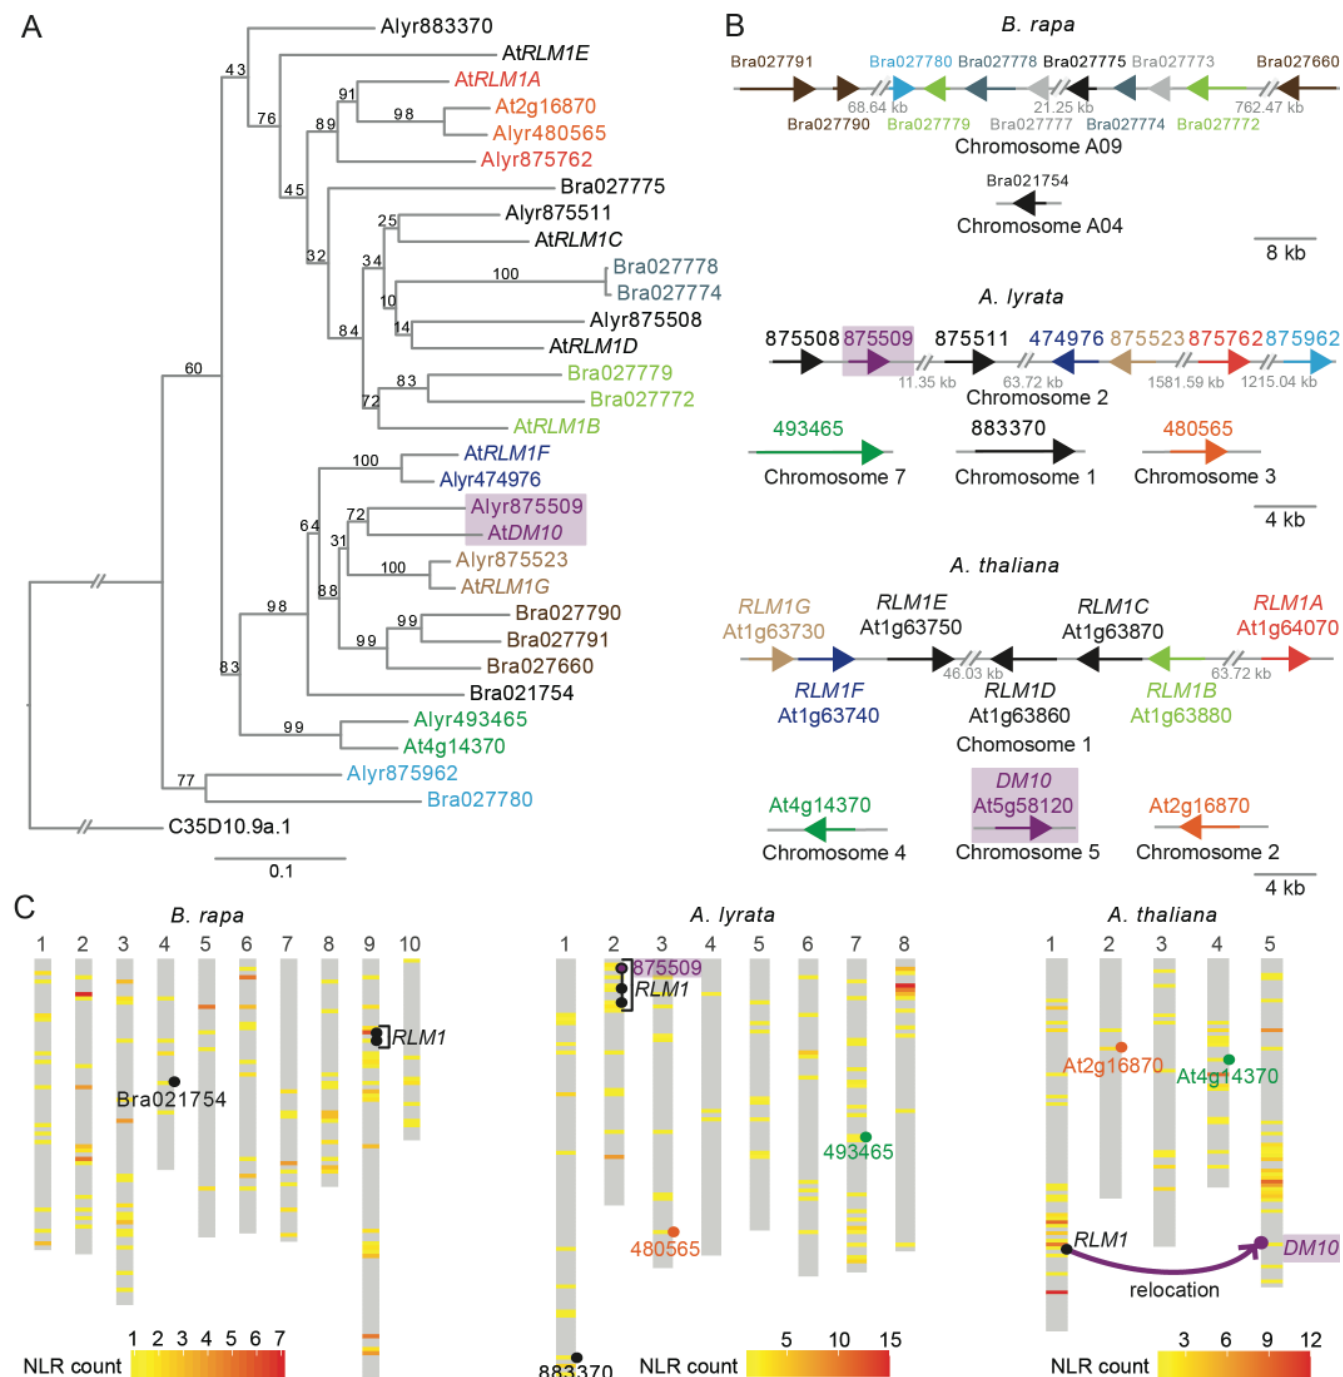 A
Alyr883370
43
AtRLM1E
AtRLM1A
91
At2g16870
98
76
89
Alyr480565
Alyr875762
45
Bra027775
Alyr875511
25
AtRLM1C
32
34
Bra027778
100
Bra027774
10
Alyr875508
14
84
AtRLM1D
60
Bra027779
83
Bra027772
72
AtRLM1B
AtRLM1F
100
Alyr474976
Alyr875509
72
64
AtDM10
31
Alyr875523
100
AtRLM1G
88
98
Bra027790
99
Bra027791
99
Bra027660
83
Bra021754
Alyr493465
99
At4g14370
Alyr875962
77
Bra027780
C35D10.9a.1
0.1
B
B. rapa
Bra027791 Bra027780 Bra027778 Bra027775 Bra027773 Bra027660
68.64 kb 21.25 kb 762.47 kb
Bra027790 Bra027779 Bra027777 Bra027774 Bra027772
Chromosome A09
Bra021754
Chromosome A04
8 kb
A. lyrata
875508 875509 875511 474976 875523 875762 875962
11.35 kb 63.72 kb 1581.59 kb 1215.04 kb
Chromosome 2
493465 883370 480565
Chromosome 7 Chromosome 1 Chromosome 3
4 kb
A. thaliana
RLM1G RLM1E RLM1C RLM1A
At1g63730 At1g63750 At1g63870 At1g64070
46.03 kb 63.72 kb
RLM1F RLM1D RLM1B
At1g63740 At1g63860 At1g63880
Chomosome 1
DM10
At4g14370 At5g58120 At2g16870
Chromosome 4 Chromosome 5 Chromosome 2
4 kb
C
B. rapa
1 2 3 4 5 6 7 8 9 10
RLM1
Bra021754
1 2 3 4 5 6 7
NLR count
A. lyrata
1 2 3 4 5 6 7 8
875509
RLM1
493465
480565
883370
5 10 15
NLR count
A. thaliana
1 2 3 4 5
At2g16870
At4g14370
RLM1
DM10
relocation
3 6 9 12
NLR count